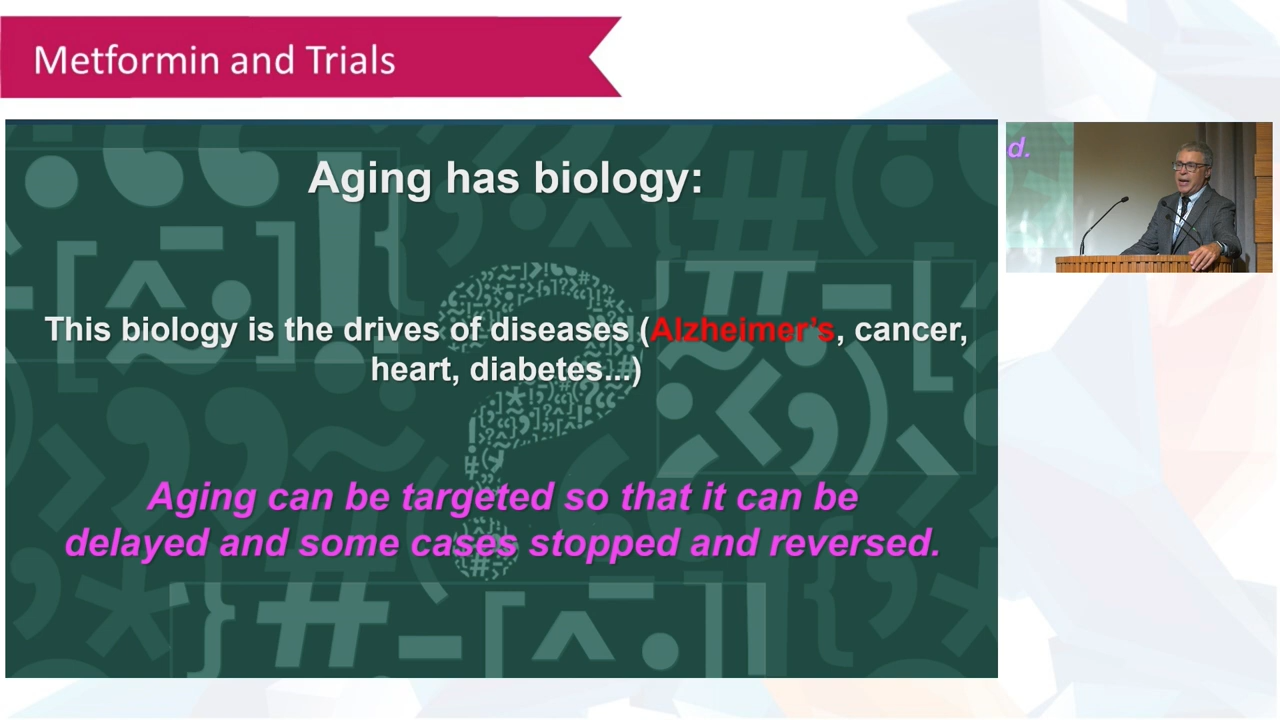 Metformin and Trials
Aging has biology:
This biology is the drives of diseases (Alzheimer's, cancer,
heart, diabetes...)
Aging can be targeted so that it can be
delayed and some cases stopped and reversed.
d.